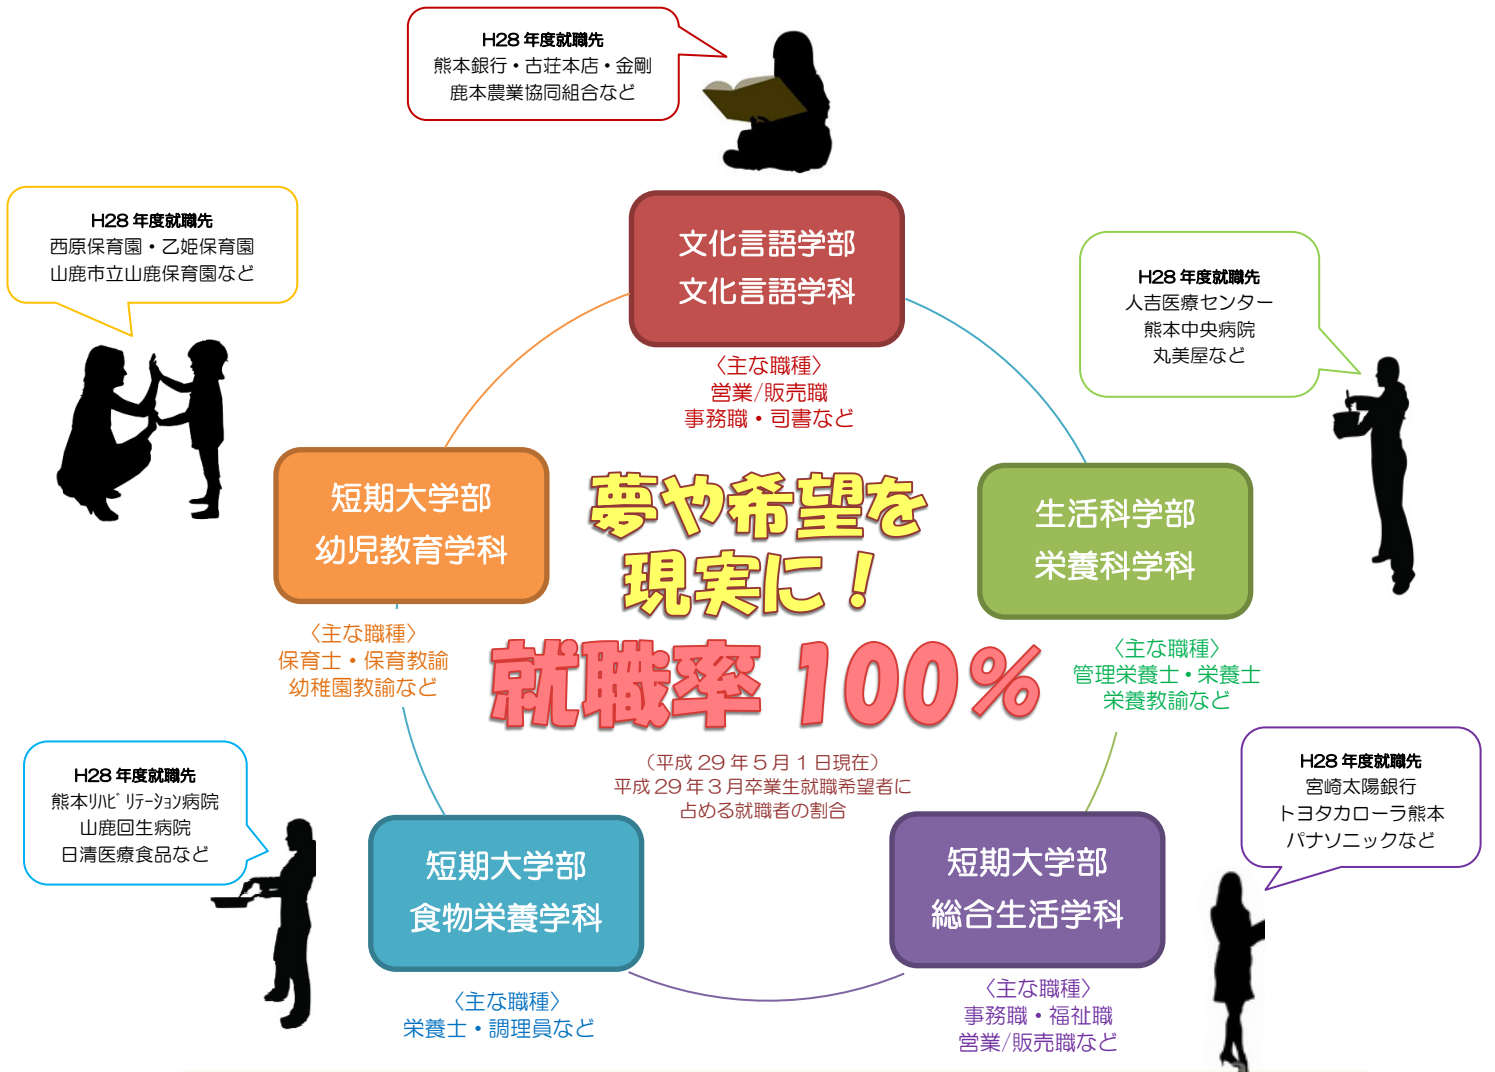 H28 年度就職先
熊本銀行・古荘本店・金剛
鹿本農業協同組合など
文化言語学部
文化言語学科
〈主な職種〉
営業/販売職
事務職・司書など
H28 年度就職先
西原保育園・乙姫保育園
山鹿市立山鹿保育園など
H28 年度就職先
人吉医療センター
熊本中央病院
丸美屋など
短期大学部
幼児教育学科
〈主な職種〉
保育士・保育教諭
幼稚園教諭など
生活科学部
栄養科学科
〈主な職種〉
管理栄養士・栄養士
栄養教諭など
夢や希望を
現実に！
就職率 100％
（平成 29 年 5 月 1 日現在）
平成 29 年 3 月卒業生就職希望者に
占める就職者の割合
H28 年度就職先
熊本ﾘﾊﾋﾞﾘﾃｰｼｮﾝ病院
山鹿回生病院
日清医療食品など
短期大学部
食物栄養学科
〈主な職種〉
栄養士・調理員など
H28 年度就職先
宮崎太陽銀行
トヨタカローラ熊本
パナソニックなど
短期大学部
総合生活学科
〈主な職種〉
事務職・福祉職
営業/販売職など